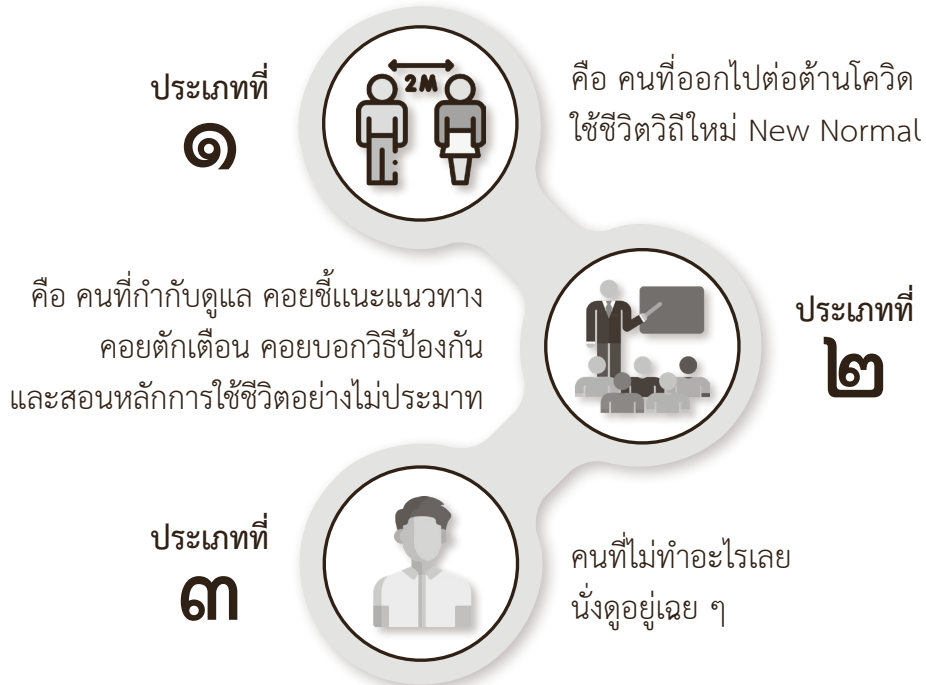 ประเภทที่
๑
2M
คือ คนที่ออกไปต่อต้านโควิด
ใช้ชีวิตวิถีใหม่ New Normal
คือ คนที่กำกับดูแล คอยชี้แนะแนวทาง
คอยตักเตือน คอยบอกวิธีป้องกัน
และสอนหลักการใช้ชีวิตอย่างไม่ประมาท
ประเภทที่
๒
ประเภทที่
๓
คนที่ไม่ทำอะไรเลย
นั่งดูอยู่เฉย ๆ